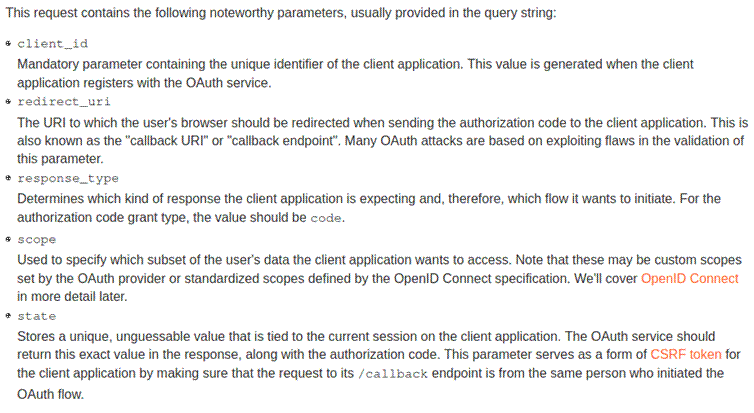 This request contains the following noteworthy parameters, usually provided in the query string:
client_id
Mandatory parameter containing the unique identifier of the client application. This value is generated when the client
application registers with the OAuth service.
redirect_uri
The URI to which the user's browser should be redirected when sending the authorization code to the client application. This is
also known as the "callback URI" or "callback endpoint". Many OAuth attacks are based on exploiting flaws in the validation of
this parameter.
response_type
Determines which kind of response the client application is expecting and, therefore, which flow it wants to initiate. For the
authorization code grant type, the value should be code.
scope
Used to specify which subset of the user's data the client application wants to access. Note that these may be custom scopes
set by the OAuth provider or standardized scopes defined by the OpenID Connect specification. We'll cover OpenID Connect
in more detail later.
state
Stores a unique, unguessable value that is tied to the current session on the client application. The OAuth service should
return this exact value in the response, along with the authorization code. This parameter serves as a form of CSRF token for
the client application by making sure that the request to its /callback endpoint is from the same person who initiated the
OAuth flow.